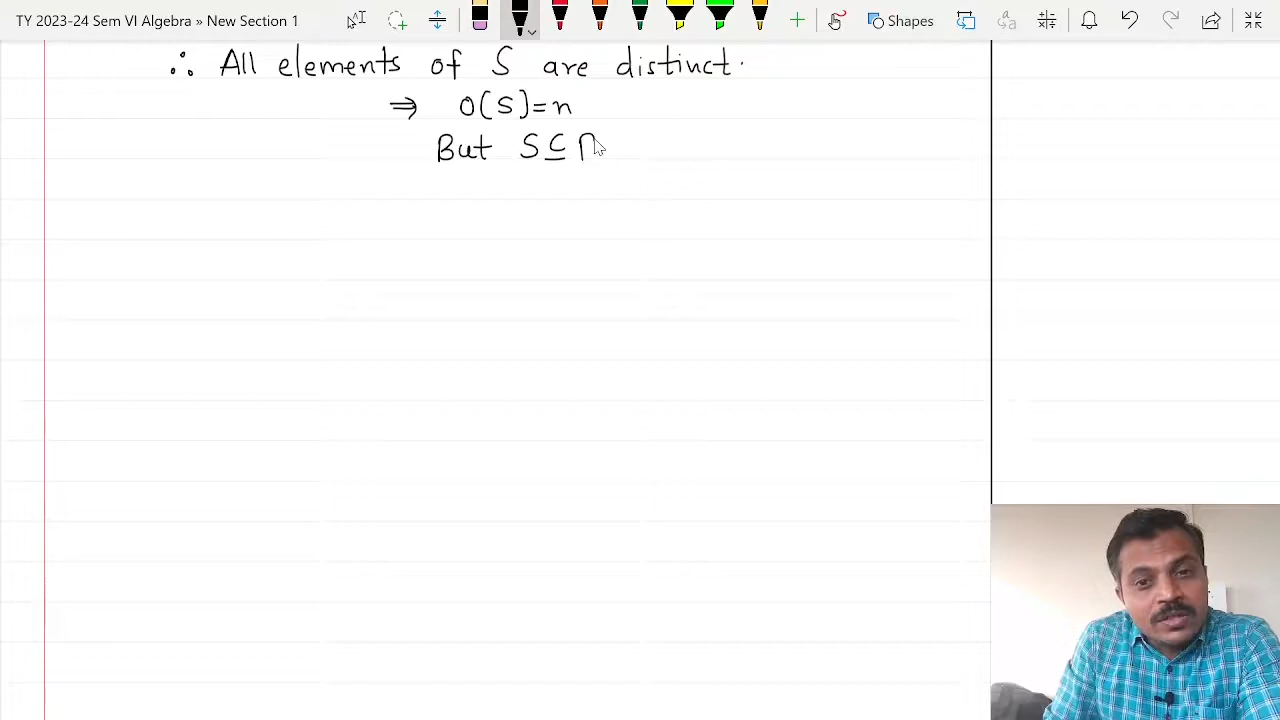 TY 2023-24 Sem VI Algebra » New Section 1
Shapes
∴ All elements of S are distinct.
⇒ O(S)=n
But S⊆